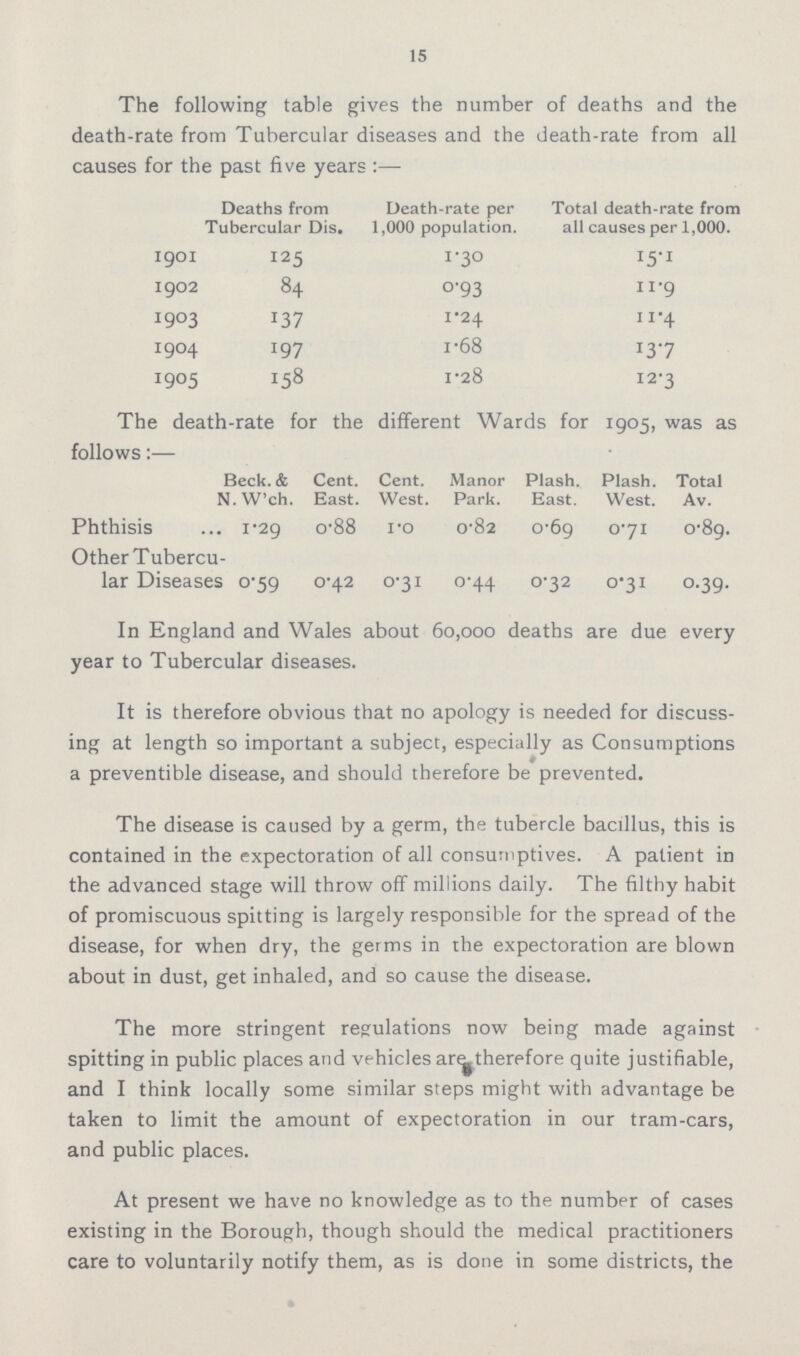 15
The following table gives the number of deaths and the
death-rate from Tubercular diseases and the death-rate from all
causes for the past five years :—
Deaths from Death-rate per Total death-rate from
Tubercular Dis. 1,000 population. all causes per 1,000.
1901 125 1·30 15·1
1902 84 0·93 11·9
1903 137 1·24 11·4
1904 197 1·68 13·7
1905 158 1·28 12·3
The death-rate for the different Wards for 1905, was as
follows :—
Beck. & Cent. Cent. Manor Plash. Plash. Total
N. W'ch. East. West. Park. East. West. Av.
Phthisis ... 1·29 0·88 1·0 0·82 0·69 0·71 0·89.
Other Tubercu-
lar Diseases 0·59 0·42 0·31 0·44 0·32 0·31 0.39.
In England and Wales about 60,000 deaths are due every
year to Tubercular diseases.
It is therefore obvious that no apology is needed for discuss-
ing at length so important a subject, especially as Consumptions
a preventible disease, and should therefore be prevented.
The disease is caused by a germ, the tubercle bacillus, this is
contained in the expectoration of all consumptives. A patient in
the advanced stage will throw off millions daily. The filthy habit
of promiscuous spitting is largely responsible for the spread of the
disease, for when dry, the germs in the expectoration are blown
about in dust, get inhaled, and so cause the disease.
The more stringent regulations now being made against
spitting in public places and vehicles are therefore quite justifiable,
and I think locally some similar steps might with advantage be
taken to limit the amount of expectoration in our tram-cars,
and public places.
At present we have no knowledge as to the number of cases
existing in the Borough, though should the medical practitioners
care to voluntarily notify them, as is done in some districts, the